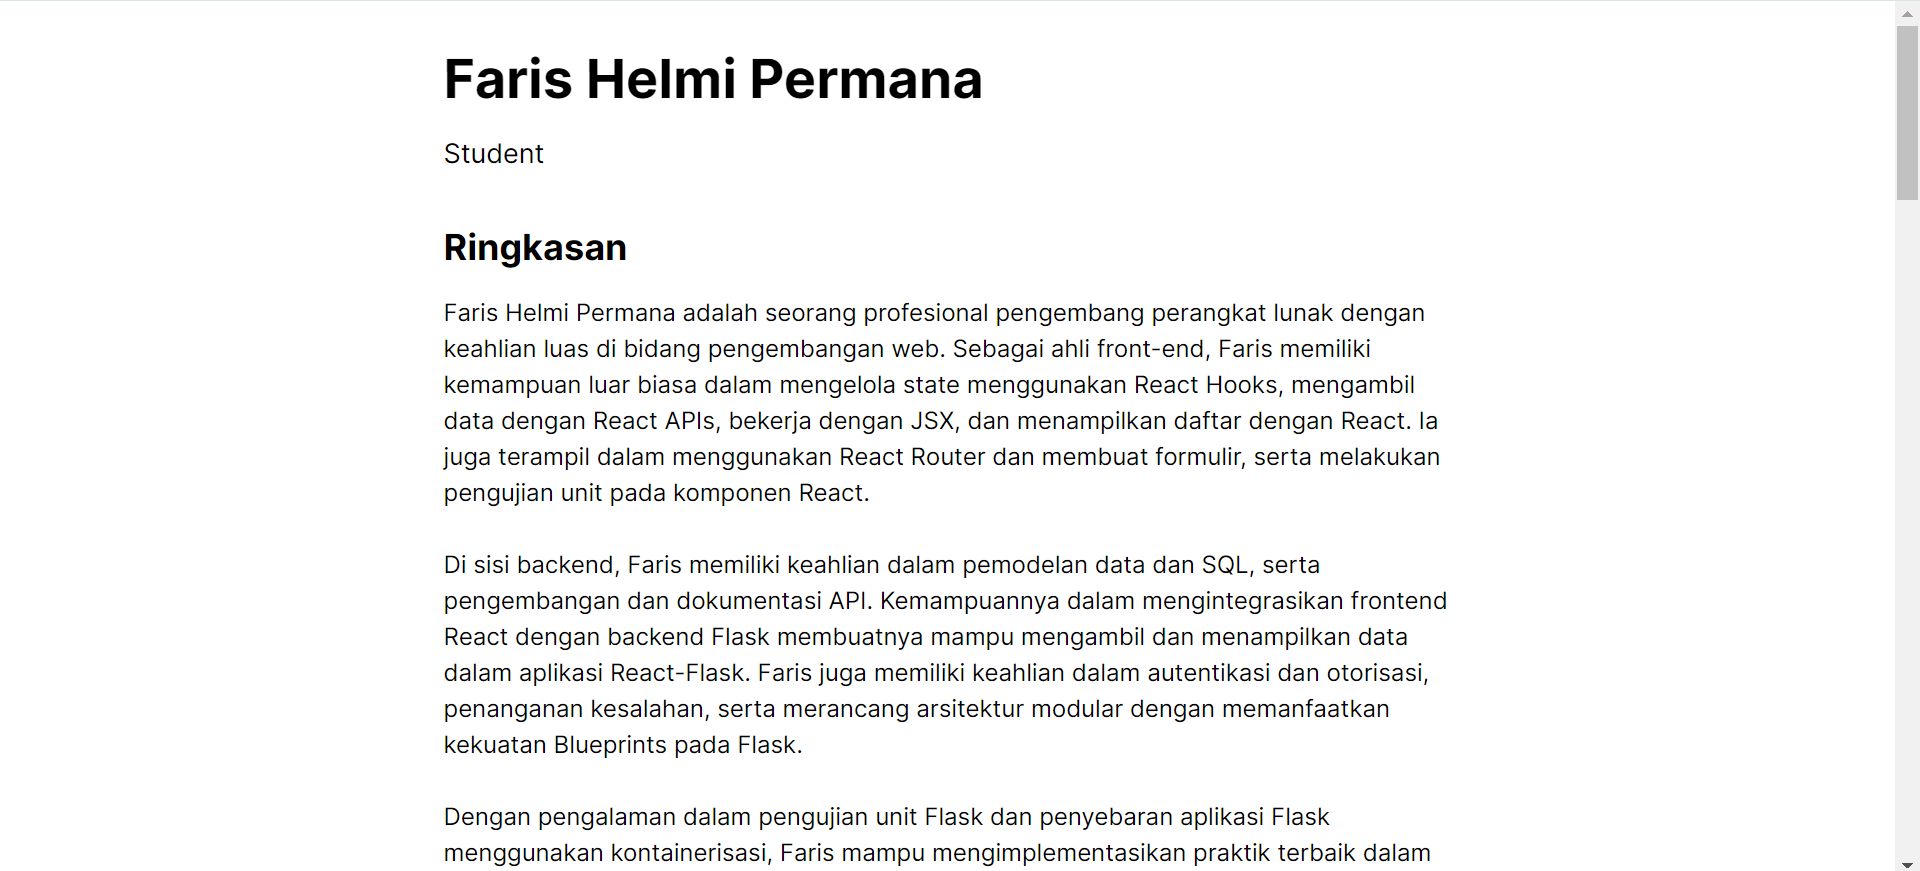 Faris Helmi Permana
Student
Ringkasan
Faris Helmi Permana adalah seorang profesional pengembang perangkat lunak dengan
keahlian luas di bidang pengembangan web. Sebagai ahli front-end, Faris memiliki
kemampuan luar biasa dalam mengelola state menggunakan React Hooks, mengambil
data dengan React APIs, bekerja dengan JSX, dan menampilkan daftar dengan React. Ia
juga terampil dalam menggunakan React Router dan membuat formulir, serta melakukan
pengujian unit pada komponen React.
Di sisi backend, Faris memiliki keahlian dalam pemodelan data dan SQL, serta
pengembangan dan dokumentasi API. Kemampuannya dalam mengintegrasikan frontend
React dengan backend Flask membuatnya mampu mengambil dan menampilkan data
dalam aplikasi React-Flask. Faris juga memiliki keahlian dalam autentikasi dan otorisasi,
penanganan kesalahan, serta merancang arsitektur modular dengan memanfaatkan
kekuatan Blueprints pada Flask.
Dengan pengalaman dalam pengujian unit Flask dan penyebaran aplikasi Flask
menggunakan kontainerisasi, Faris mampu mengimplementasikan praktik terbaik dalam